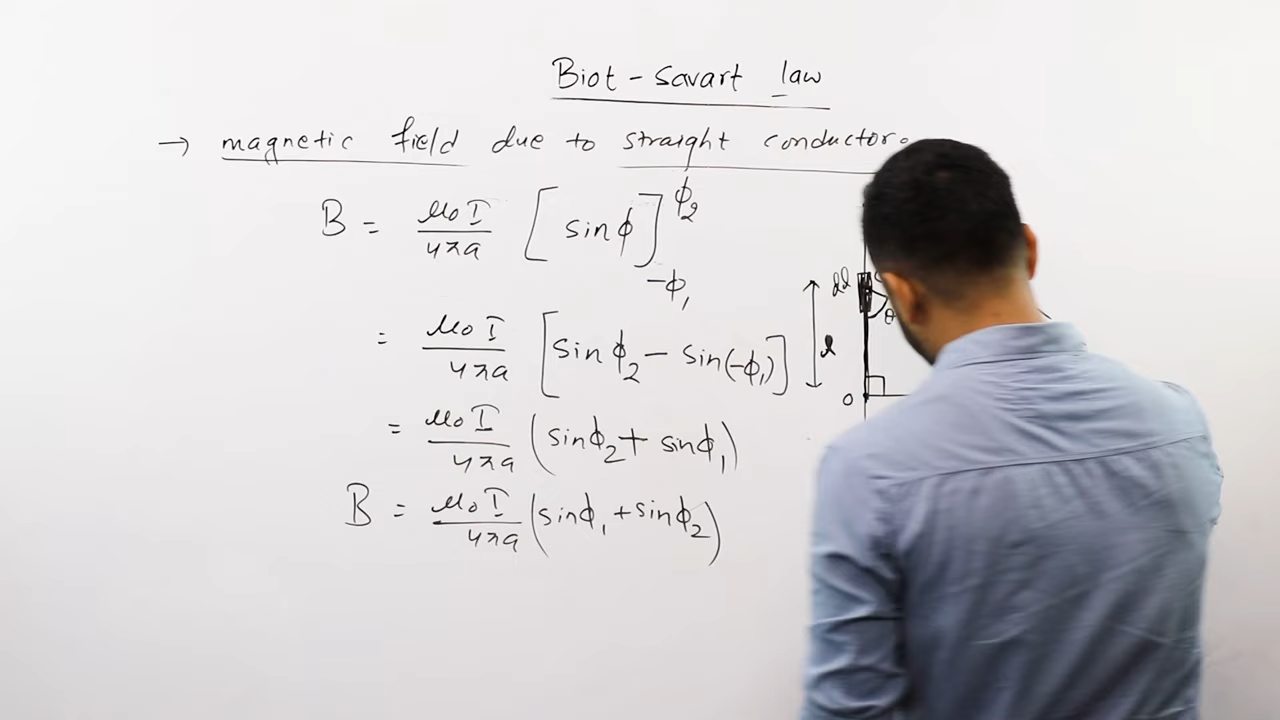 Biot-Savart law
→ magnetic field due to straight conductor
B = μ₀I/4πa [sinϕ]_{-ϕ₁}^{ϕ₂}
= μ₀I/4πa [sinϕ₂ - sin(-ϕ₁)]
= μ₀I/4πa (sinϕ₂ + sinϕ₁)
B = μ₀I/4πa (sinϕ₁ + sinϕ₂)
dl
θ
l
O